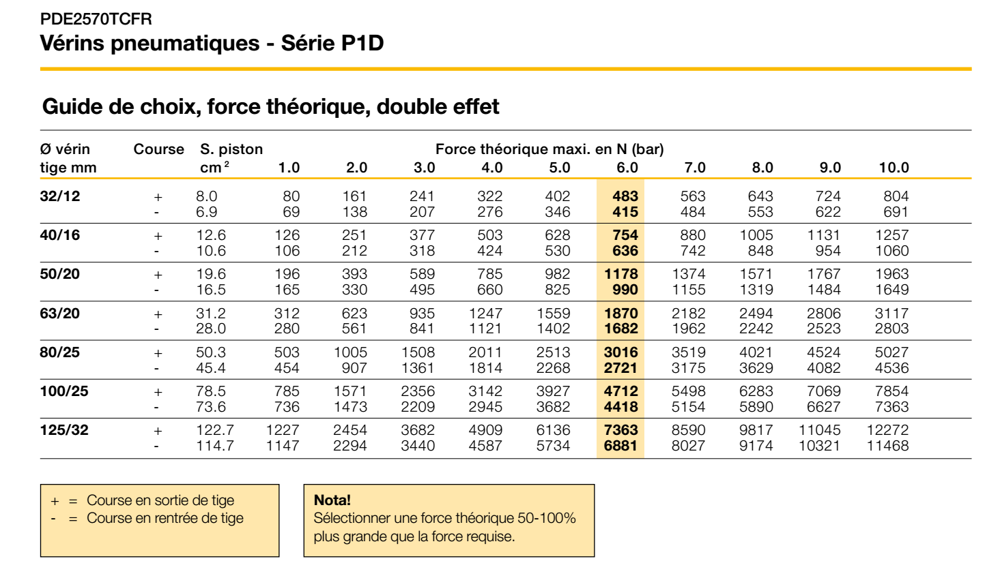 PDE2570TCFR
Vérins pneumatiques - Série P1D
Guide de choix, force théorique, double effet
Ø vérin Course S. piston Force théorique maxi. en N (bar)
tige mm cm² 1.0 2.0 3.0 4.0 5.0 6.0 7.0 8.0 9.0 10.0
32/12 + 8.0 80 161 241 322 402 483 563 643 724 804
- 6.9 69 138 207 276 346 415 484 553 622 691
40/16 + 12.6 126 251 377 503 628 754 880 1005 1131 1257
- 10.6 106 212 318 424 530 636 742 848 954 1060
50/20 + 19.6 196 393 589 785 982 1178 1374 1571 1767 1963
- 16.5 165 330 495 660 825 990 1155 1319 1484 1649
63/20 + 31.2 312 623 935 1247 1559 1870 2182 2494 2806 3117
- 28.0 280 561 841 1121 1402 1682 1962 2242 2523 2803
80/25 + 50.3 503 1005 1508 2011 2513 3016 3519 4021 4524 5027
- 45.4 454 907 1361 1814 2268 2721 3175 3629 4082 4536
100/25 + 78.5 785 1571 2356 3142 3927 4712 5498 6283 7069 7854
- 73.6 736 1473 2209 2945 3682 4418 5154 5890 6627 7363
125/32 + 122.7 1227 2454 3682 4909 6136 7363 8590 9817 11045 12272
- 114.7 1147 2294 3440 4587 5734 6881 8027 9174 10321 11468
+ = Course en sortie de tige
- = Course en rentrée de tige
Nota!
Sélectionner une force théorique 50-100%
plus grande que la force requise.